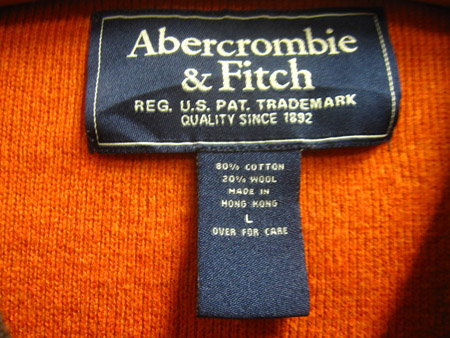 Abercrombie
& Fitch
REG. U.S. PAT. TRADEMARK
QUALITY SINCE 1892
80% COTTON
20% WOOL
MADE IN
HONG KONG
L
OVER FOR CARE